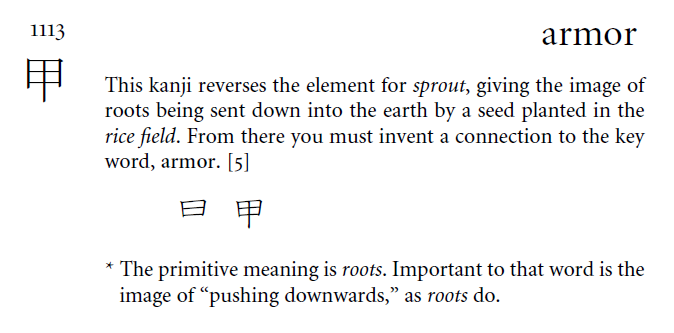 1113
armor
甲
This kanji reverses the element for sprout, giving the image of
roots being sent down into the earth by a seed planted in the
rice field. From there you must invent a connection to the key
word, armor. [5]
曰 甲
* The primitive meaning is roots. Important to that word is the
image of “pushing downwards,” as roots do.